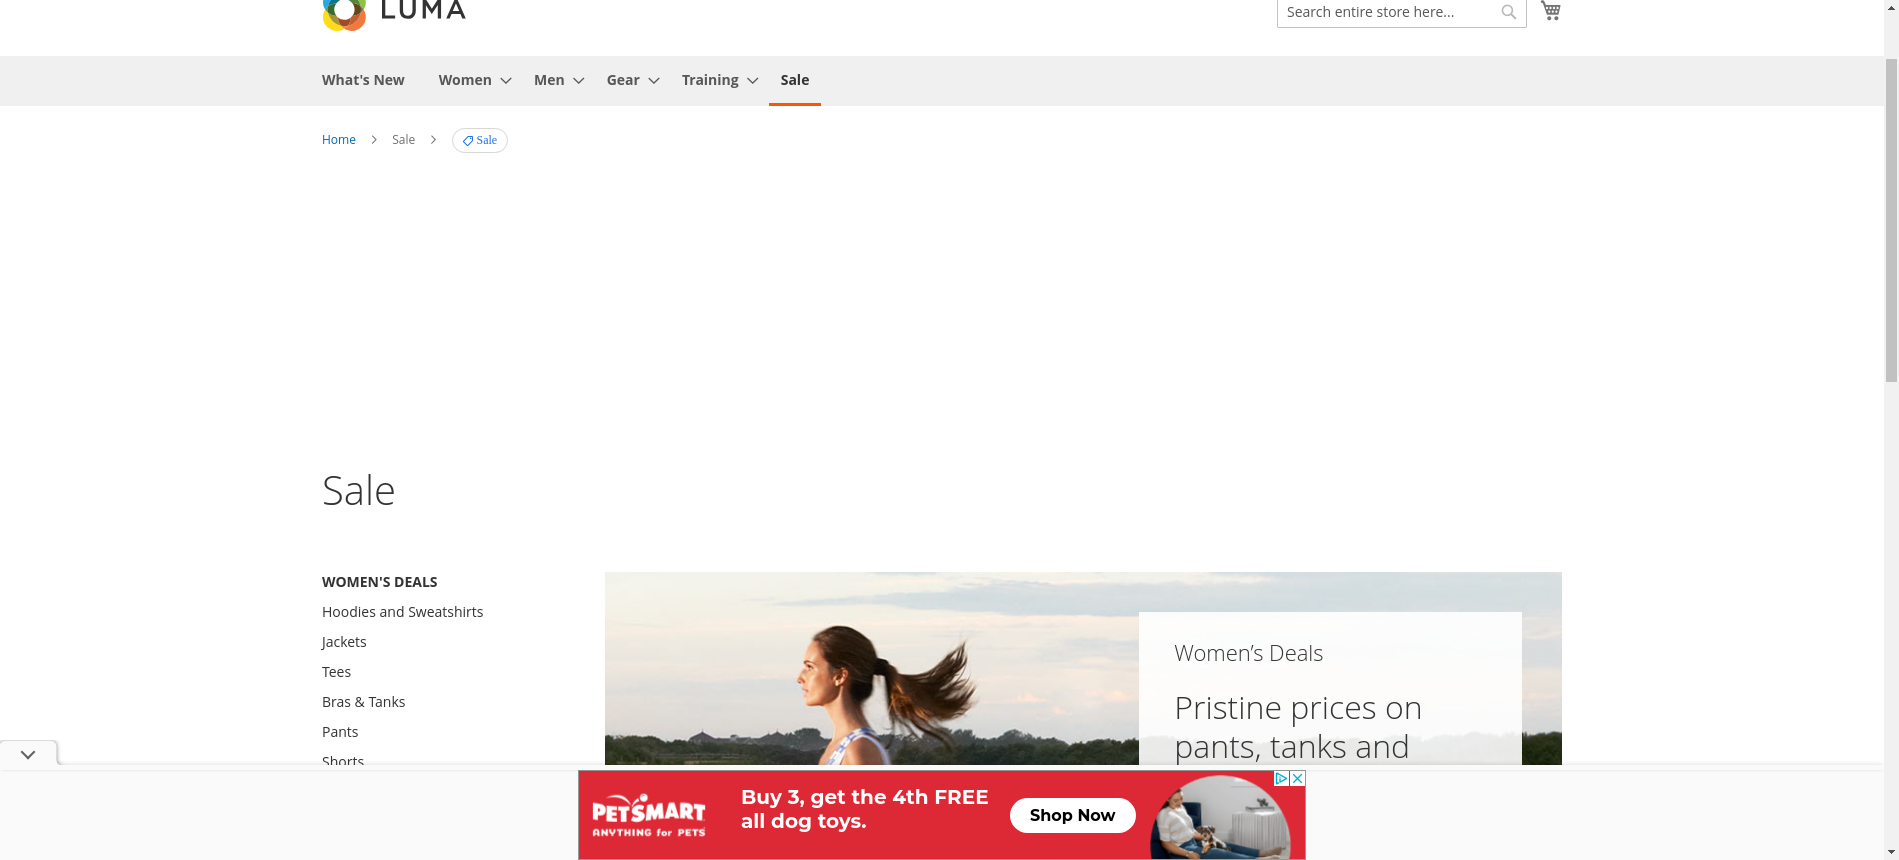 LUMA
Search entire store here...
What's New Women Men Gear Training Sale
Home Sale Sale
Sale
WOMEN'S DEALS
Hoodies and Sweatshirts
Jackets
Tees
Bras & Tanks
Pants
Shorts
Women’s Deals
Pristine prices on
pants, tanks and
PETSMART
ANYTHING for PETS
Buy 3, get the 4th FREE
all dog toys.
Shop Now